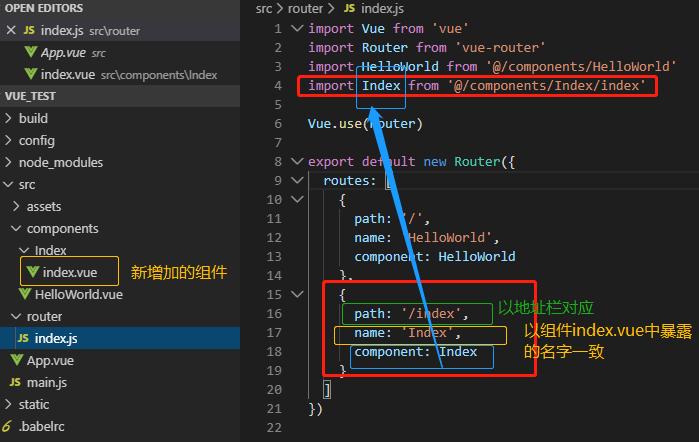 OPEN EDITORS
index.js src\router
App.vue
index.vue src\components\Index
VUE_TEST
build
config
node_modules
src
assets
components
Index
index.vue 新增加的组件
HelloWorld.vue
router
index.js
App.vue
main.js
static
.babelrc
src > router > index.js
1 import Vue from 'vue'
2 import Router from 'vue-router'
3 import HelloWorld from '@/components/HelloWorld'
4 import Index from '@/components/Index/index'
5
6 Vue.use(Router)
7
8 export default new Router({
9 routes: [
10 {
11 path: '/',
12 name: 'HelloWorld',
13 component: HelloWorld
14 },
15 {
16 path: '/index', 以地址栏对应
17 name: 'Index', 以组件index.vue中暴露
的名字一致
18 component: Index
19 }
20 ]
21 })
22